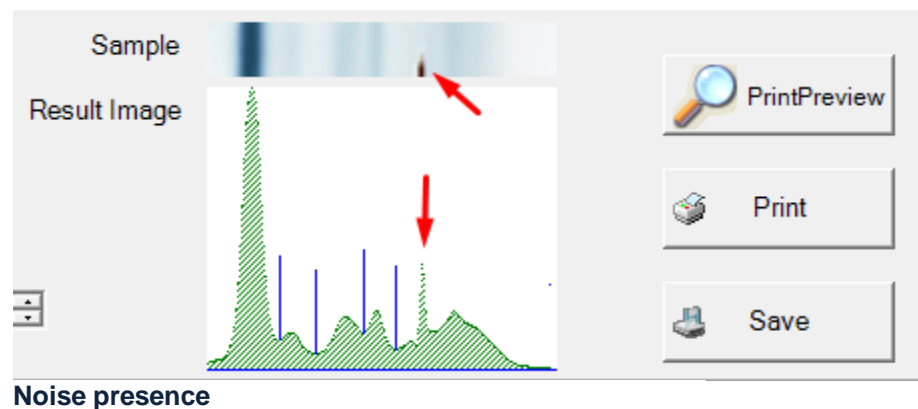 Sample
PrintPreview
Result Image
Print
Save
Noise presence